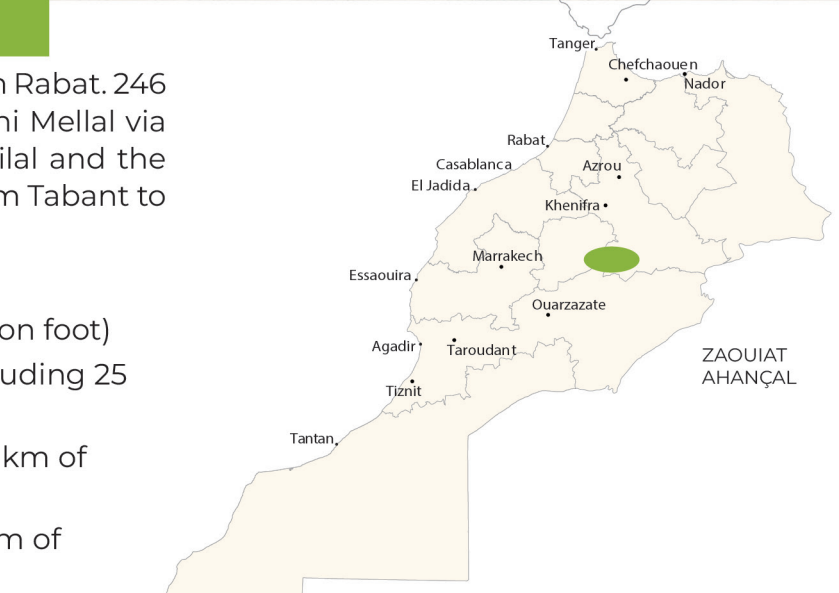 Rabat. 246
ni Mellal via
ilal and the
m Tabant to
on foot)
uding 25
km of
m of
Tanger
Chefchaouen
Nador
Rabat
Azrou
Casablanca
El Jadida
Khenifra
Marrakech
Essaouira
Ouarzazate
Agadir
Taroudant
Tiznit
Tantan
ZAOUIAT
AHANÇAL